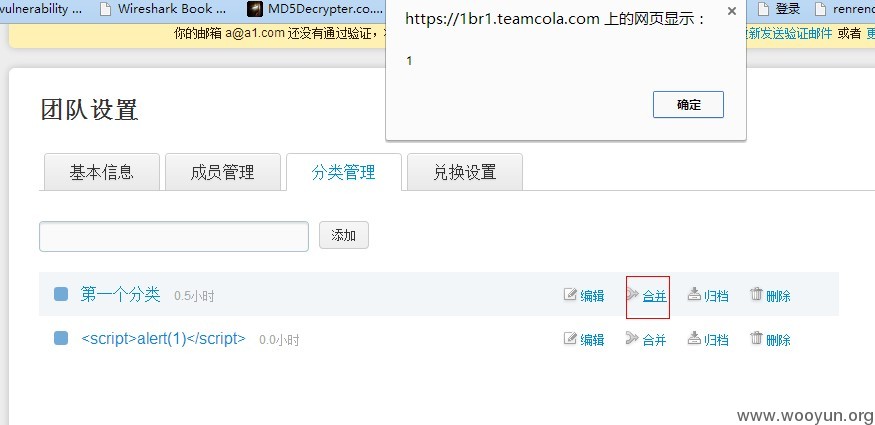 vulnerability ... Wireshark Book ... MD5Decrypter.co.... 登录 renrenc
你的邮箱 a@a1.com 还没有通过验证，
重新发送验证邮件 或者
https://1br1.teamcola.com 上的网页显示：
1
确定
团队设置
基本信息 成员管理 分类管理 兑换设置
添加
第一个分类 0.5小时 编辑 合并 归档 删除
<script>alert(1)</script> 0.0小时 编辑 合并 归档 删除
www.wooyun.org